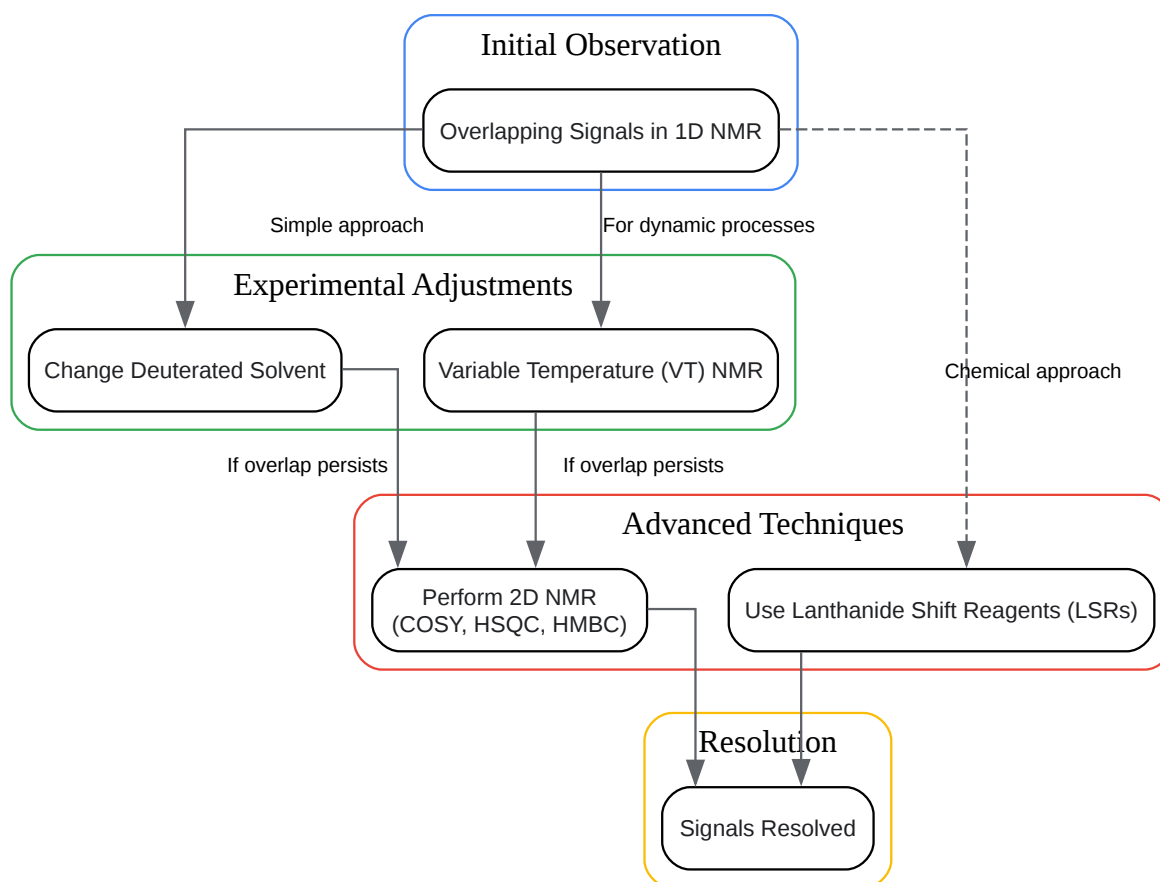 Initial Observation
Overlapping Signals in 1D NMR
Simple approach
For dynamic processes
Experimental Adjustments
Change Deuterated Solvent
Variable Temperature (VT) NMR
Chemical approach
If overlap persists
If overlap persists
Advanced Techniques
Perform 2D NMR
(COSY, HSQC, HMBC)
Use Lanthanide Shift Reagents (LSRs)
Resolution
Signals Resolved